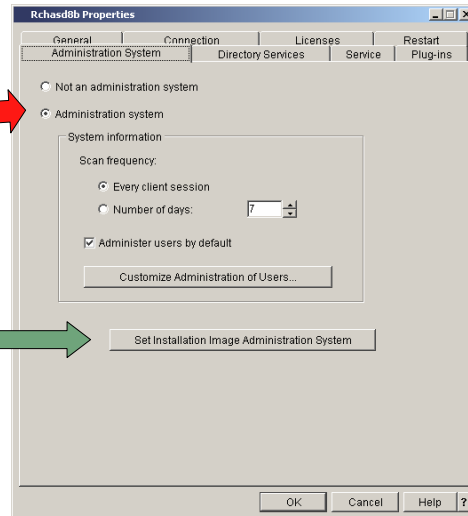 Rchasd8b Properties
General Connection Licenses Restart
Administration System Directory Services Service Plug-ins
Not an administration system
Administration system
System information
Scan frequency:
Every client session
Number of days: 7
Administer users by default
Customize Administration of Users...
Set Installation Image Administration System
OK Cancel Help ?